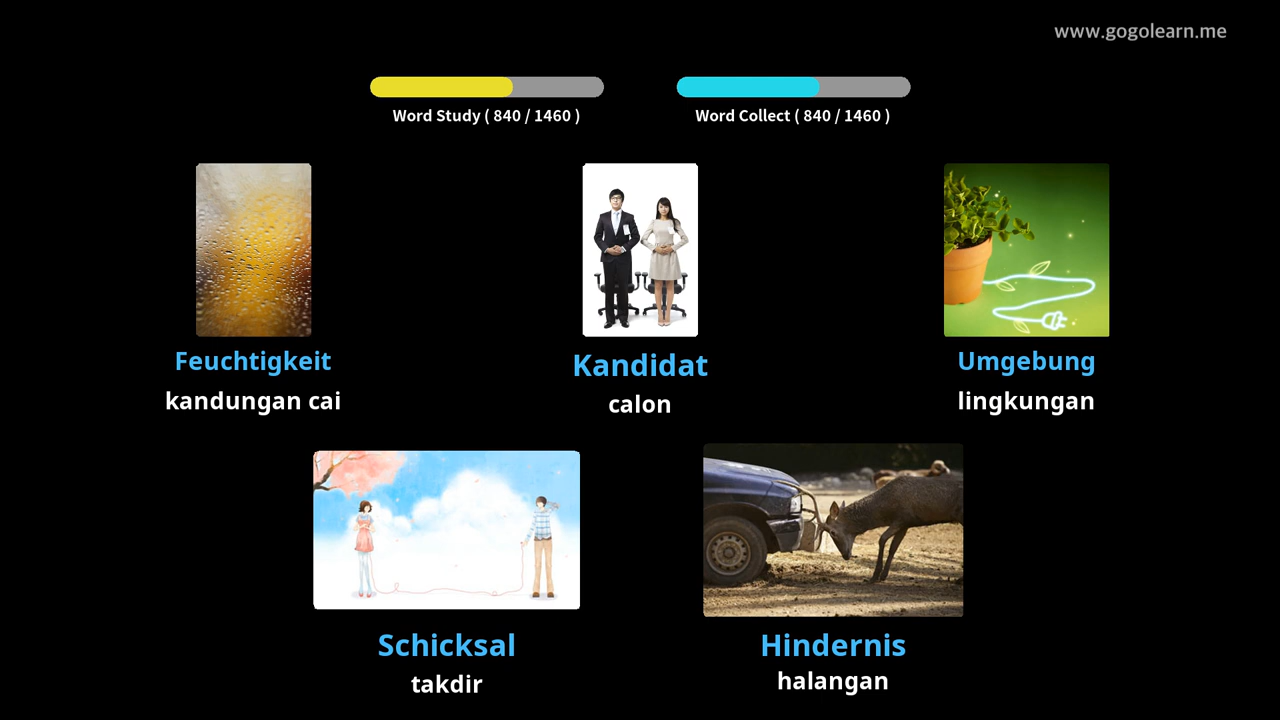 www.gogolearn.me
Word Study ( 840 / 1460 )
Word Collect ( 840 / 1460 )
Feuchtigkeit
kandungan cai
Kandidat
calon
Umgebung
lingkungan
Schicksal
takdir
Hindernis
halangan